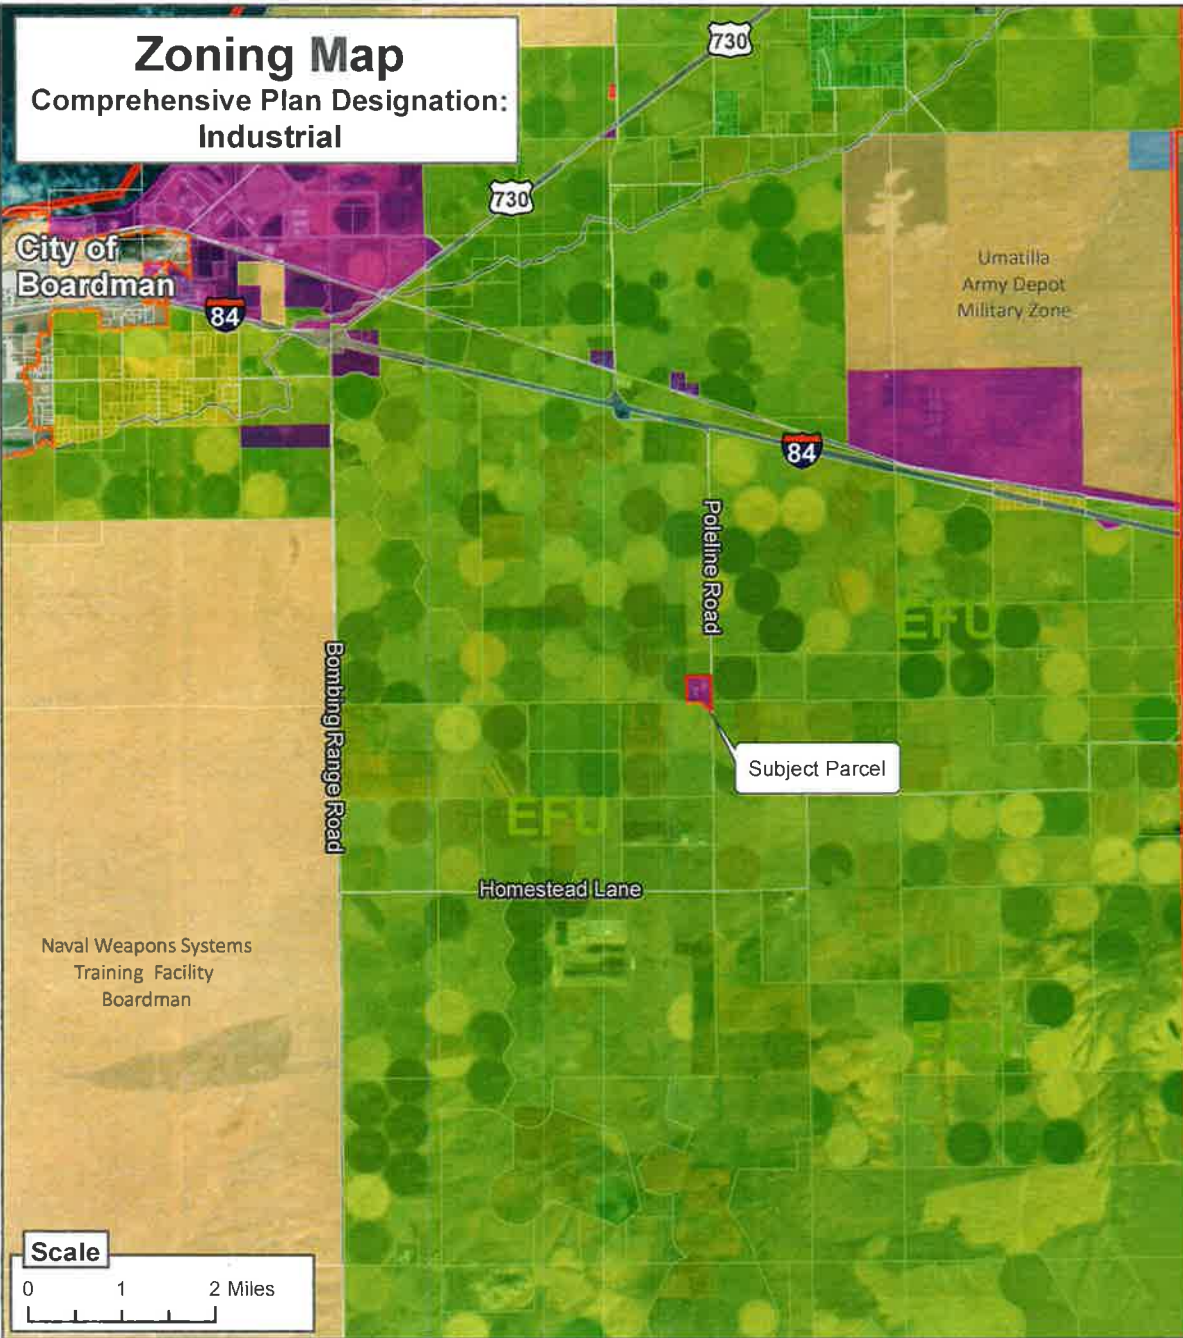 Zoning Map
Comprehensive Plan Designation:
Industrial
730
730
City of
Boardman
84
Umatilla
Army Depot
Military Zone
84
Poleline Road
EFU
Bombing Range Road
Subject Parcel
EFU
Homestead Lane
Naval Weapons Systems
Training Facility
Boardman
EFU
Scale
0 1 2 Miles